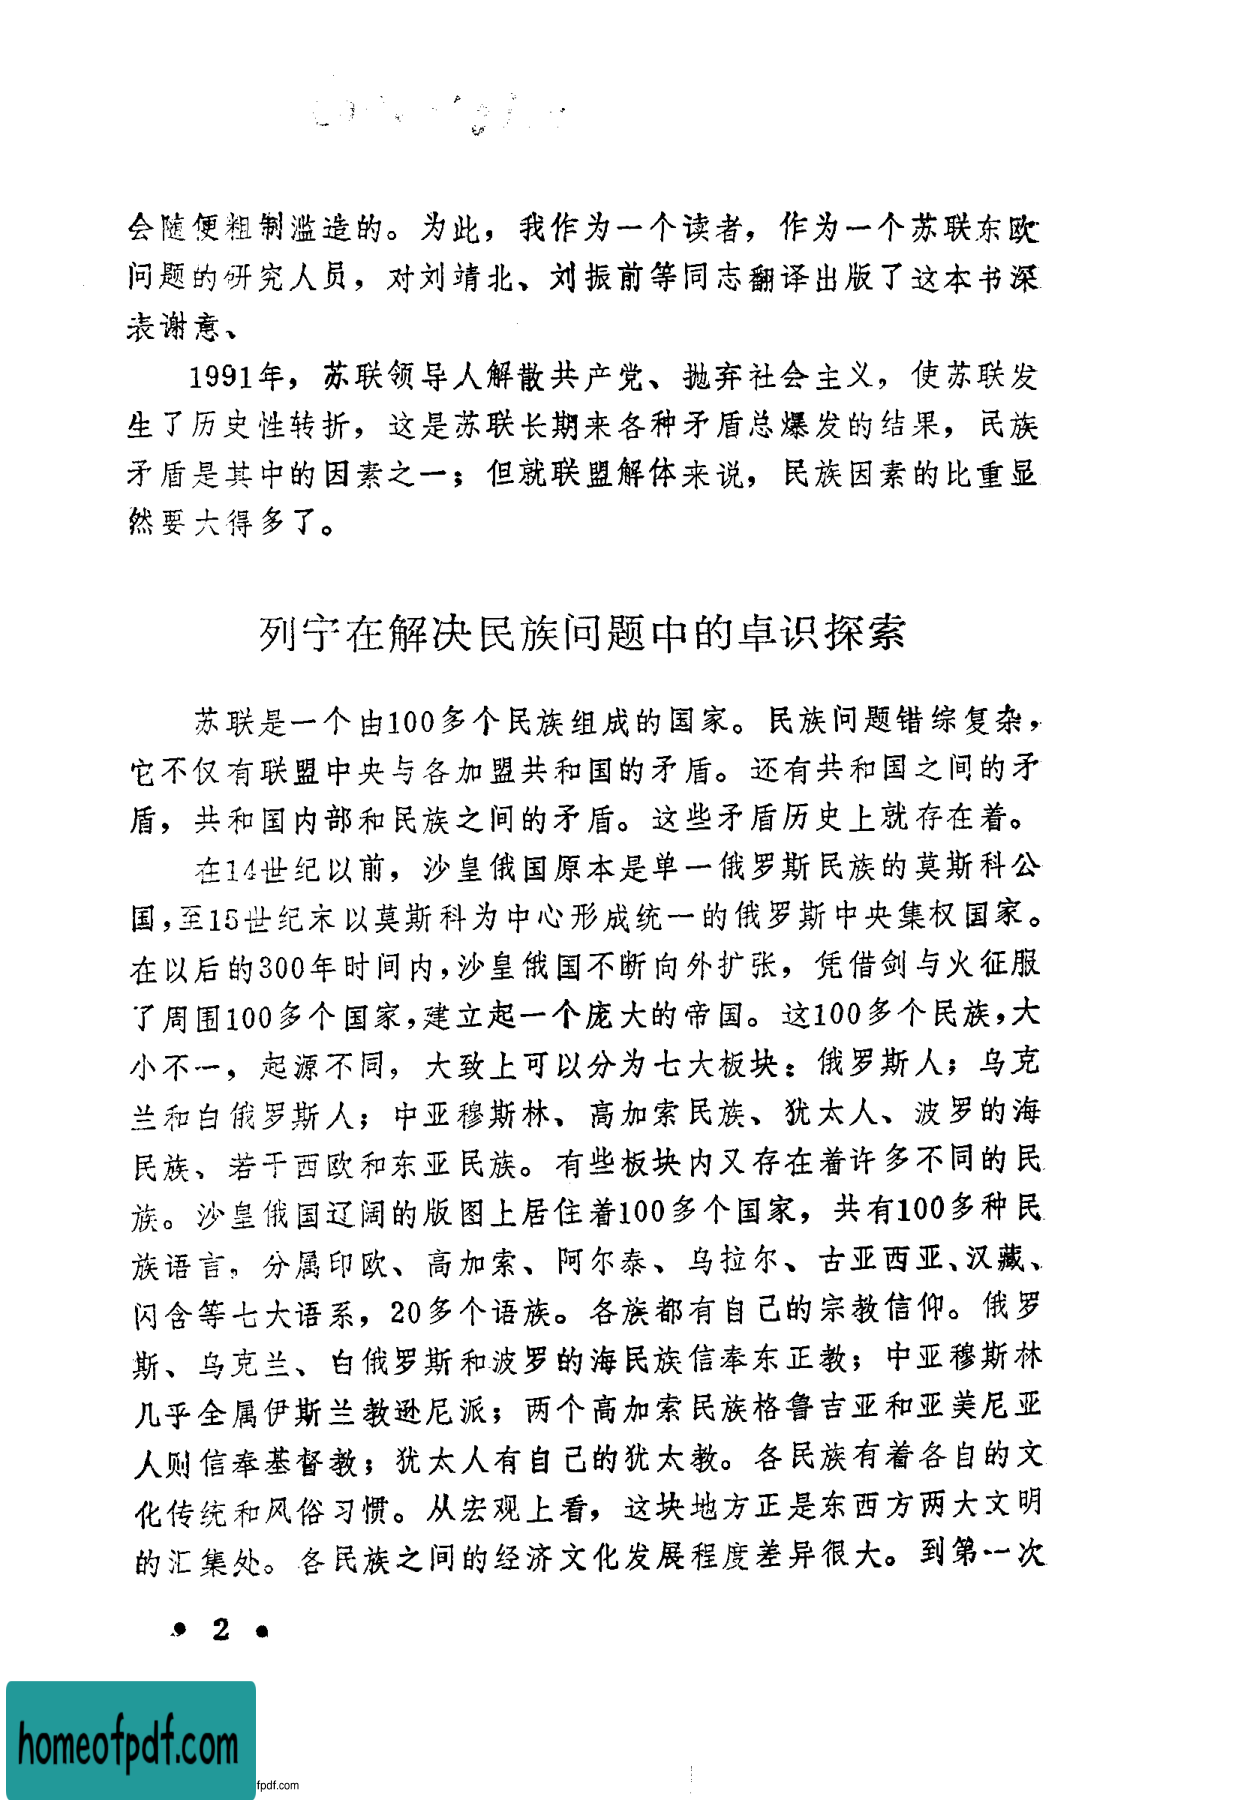 会随便粗制滥造的。为此，我作为一个读者，作为一个苏联东欧
问题的研究人员，对刘靖北、刘振前等同志翻译出版了这本书深
表谢意、
1991年，苏联领导人解散共产党、抛弃社会主义，使苏联发
生了历史性转折，这是苏联长期来各种矛盾总爆发的结果，民族
矛盾是其中的因素之一；但就联盟解体来说，民族因素的比重显
然要大得多了。
列宁在解决民族问题中的卓识探索
苏联是一个由100多个民族组成的国家。民族问题错综复杂，
它不仅有联盟中央与各加盟共和国的矛盾。还有共和国之间的矛
盾，共和国内部和民族之间的矛盾。这些矛盾历史上就存在着。
在14世纪以前，沙皇俄国原本是单一俄罗斯民族的莫斯科公
国，至15世纪末以莫斯科为中心形成统一的俄罗斯中央集权国家。
在以后的300年时间内，沙皇俄国不断向外扩张，凭借剑与火征服
了周围100多个国家，建立起一个庞大的帝国。这100多个民族，大
小不一，起源不同，大致上可以分为七大板块：俄罗斯人；乌克
兰和白俄罗斯人；中亚穆斯林、高加索民族、犹太人、波罗的海
民族、若干西欧和东亚民族。有些板块内又存在着许多不同的民
族。沙皇俄国辽阔的版图上居住着100多个国家，共有100多种民
族语言，分属印欧、高加索、阿尔泰、乌拉尔、古亚西亚、汉藏、
闪含等七大语系，20多个语族。各族都有自己的宗教信仰。俄罗
斯、乌克兰、白俄罗斯和波罗的海民族信奉东正教；中亚穆斯林
几乎全属伊斯兰教逊尼派；两个高加索民族格鲁吉亚和亚美尼亚
人则信奉基督教；犹太人有自己的犹太教。各民族有着各自的文
化传统和风俗习惯。从宏观上看，这块地方正是东西方两大文明
的汇集处。各民族之间的经济文化发展程度差异很大。到第一次
• 2 •
homeofpdf.com
fpdf.com